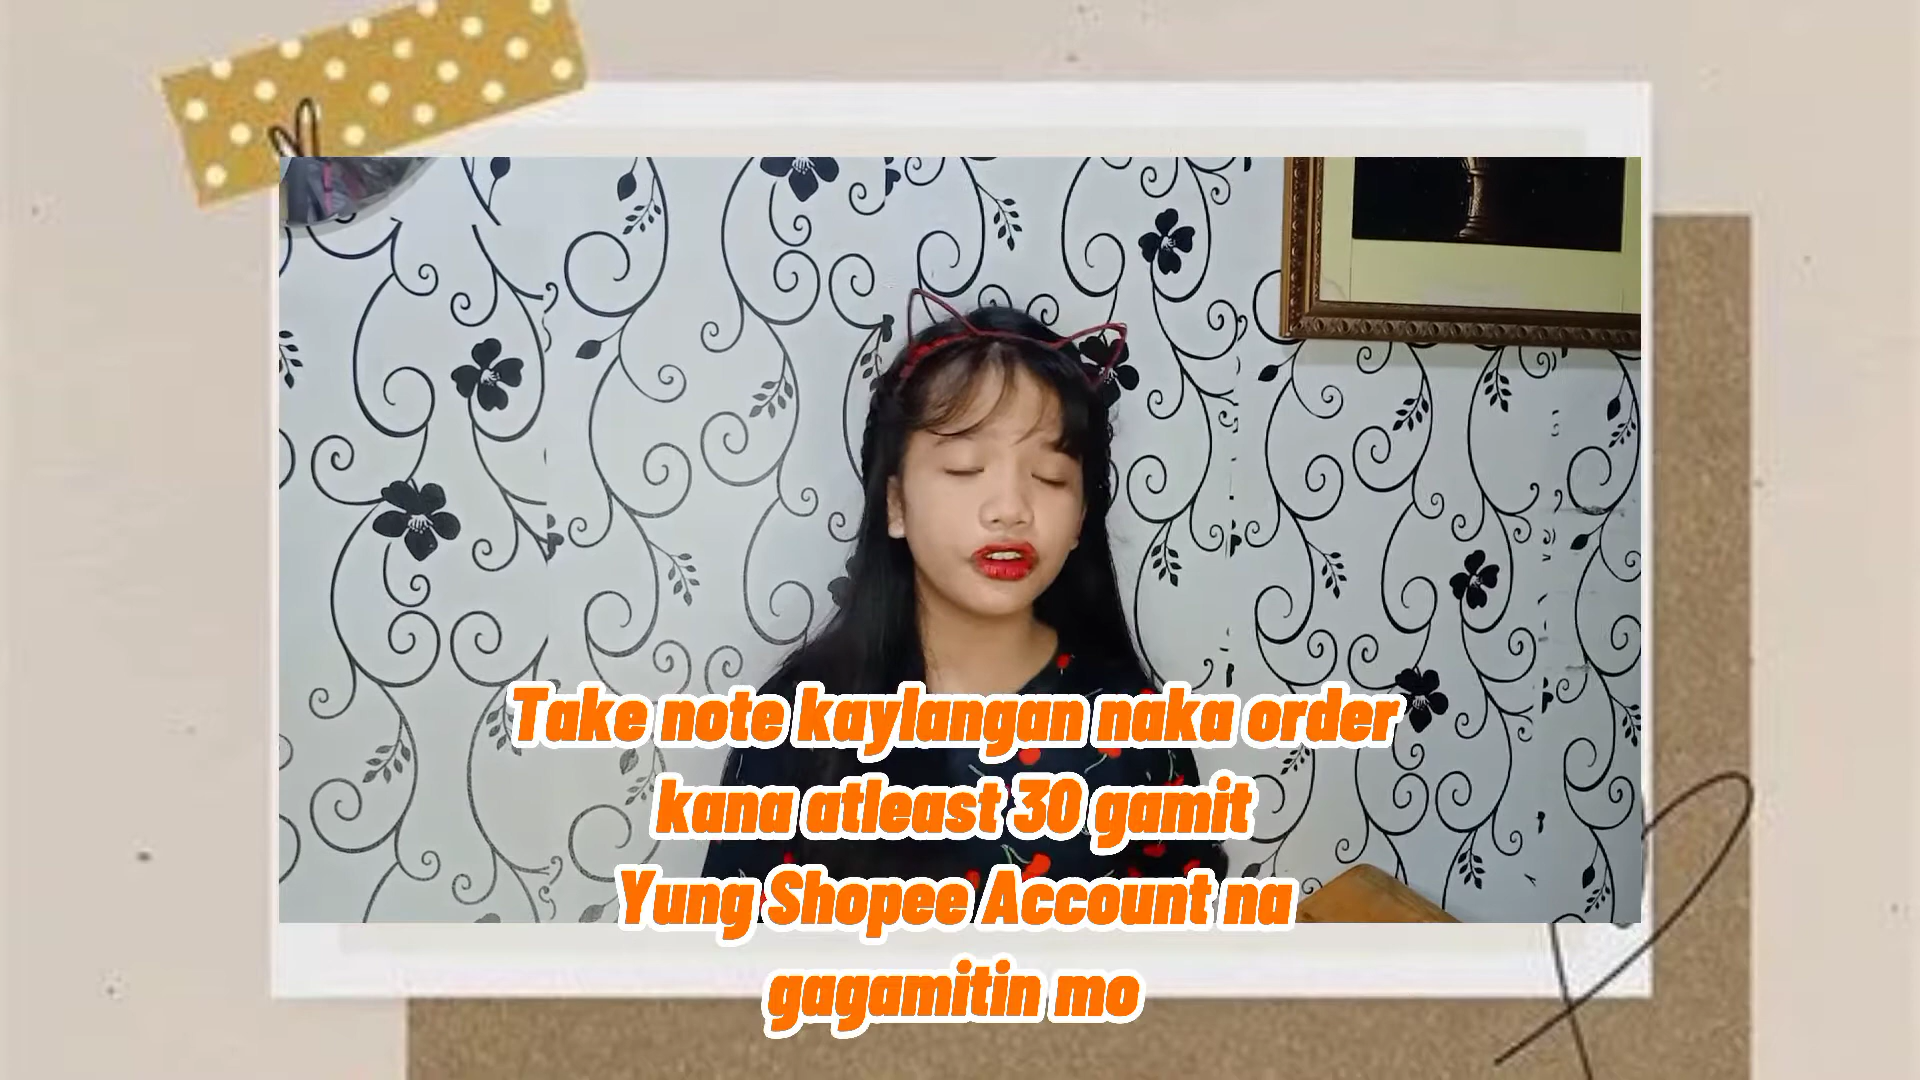 Take note kaylangan naka order
kana atleast 30 gamit
Yung Shopee Account na
gagamitin mo